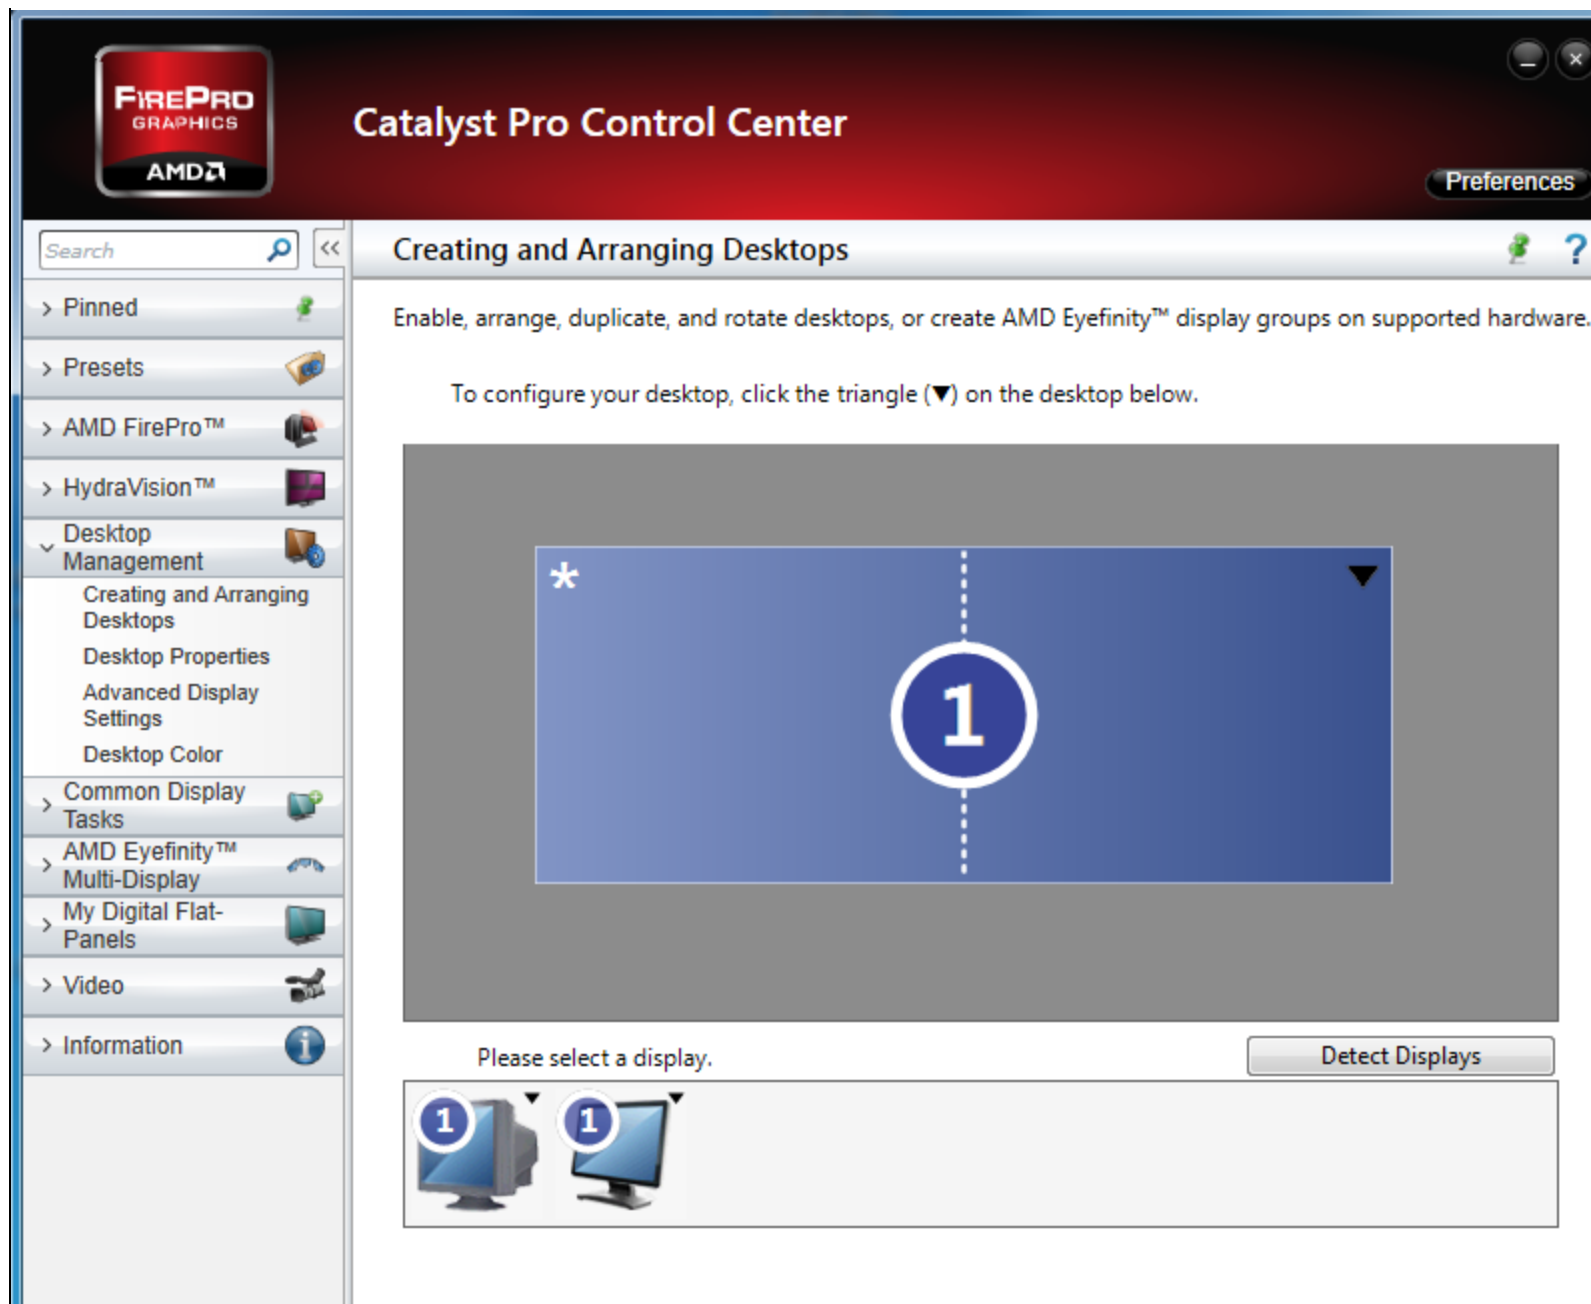 FIREPRO
GRAPHICS
AMD
Catalyst Pro Control Center
Preferences
Search
<<
Creating and Arranging Desktops
?
Pinned
Presets
AMD FirePro™
HydraVision™
Desktop
Management
Creating and Arranging
Desktops
Desktop Properties
Advanced Display
Settings
Desktop Color
Common Display
Tasks
AMD Eyefinity™
Multi-Display
My Digital Flat-
Panels
Video
Information
Enable, arrange, duplicate, and rotate desktops, or create AMD Eyefinity™ display groups on supported hardware.
To configure your desktop, click the triangle (▼) on the desktop below.
*
1
Please select a display.
Detect Displays
1
1